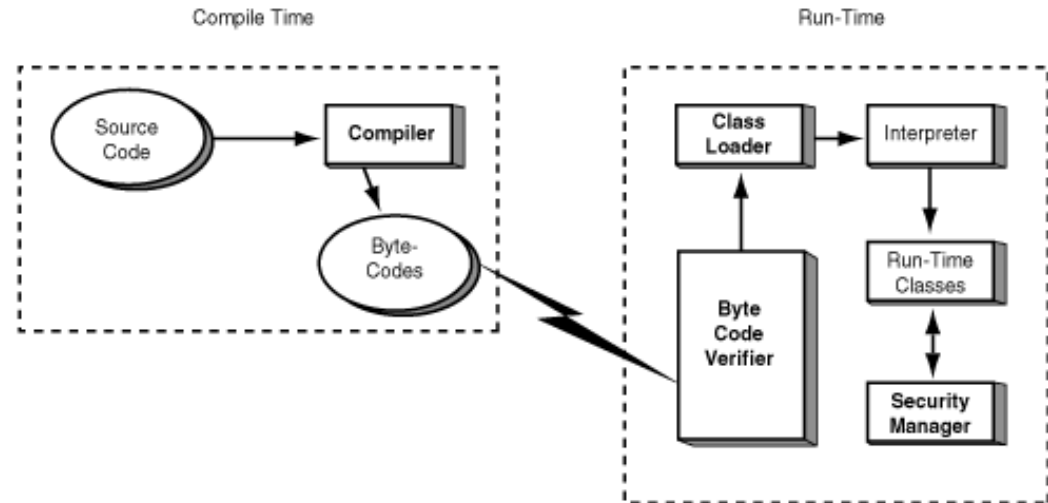 Compile Time
Run-Time
Source
Code
Compiler
Byte-
Codes
Class
Loader
Interpreter
Byte
Code
Verifier
Run-Time
Classes
Security
Manager